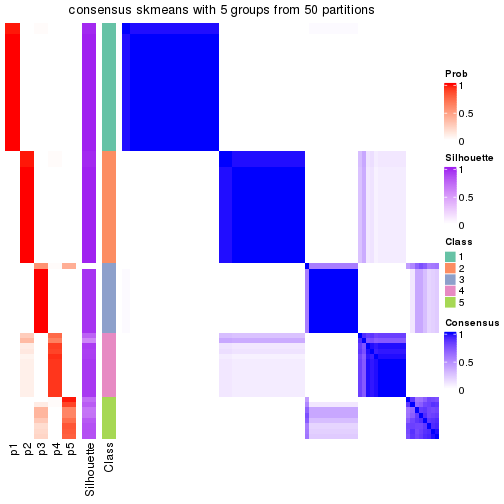 consensus skmeans with 5 groups from 50 partitions
Prob
1
0.5
0
Silhouette
1
0.5
0
Class
1
2
3
4
5
Consensus
1
0.5
0
p1
p2
p3
p4
p5
Silhouette
Class